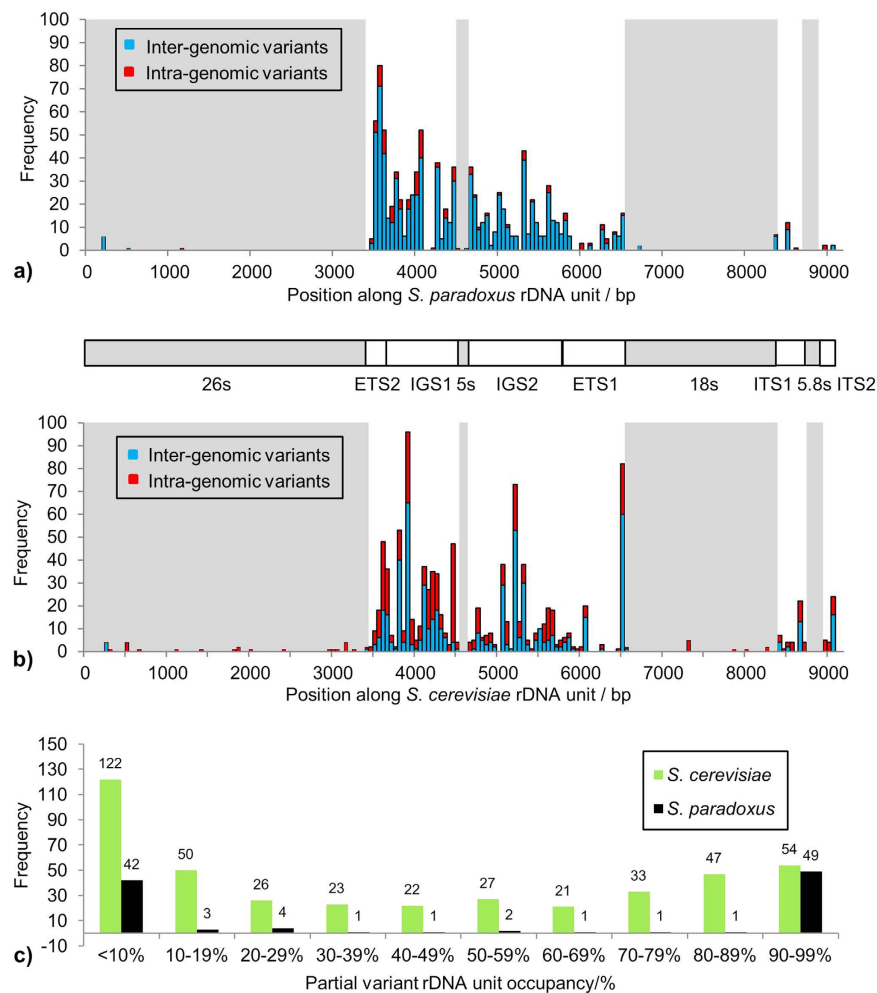 100
90
80
70
60
50
40
30
20
10
0
Frequency
Inter-genomic variants
Intra-genomic variants
0 1000 2000 3000 4000 5000 6000 7000 8000 9000
a)
Position along S. paradoxus rDNA unit / bp
26s ETS2 IGS1 5s IGS2 ETS1 18s ITS1 5.8s ITS2
100
90
80
70
60
50
40
30
20
10
0
Frequency
Inter-genomic variants
Intra-genomic variants
0 1000 2000 3000 4000 5000 6000 7000 8000 9000
b)
Position along S. cerevisiae rDNA unit / bp
150
130
110
90
70
50
30
10
-10
Frequency
S. cerevisiae
S. paradoxus
122 50 26 23 22 27 21 33 47 54
42 3 4 1 1 2 1 1 1 49
c)
<10% 10-19% 20-29% 30-39% 40-49% 50-59% 60-69% 70-79% 80-89% 90-99%
Partial variant rDNA unit occupancy/%